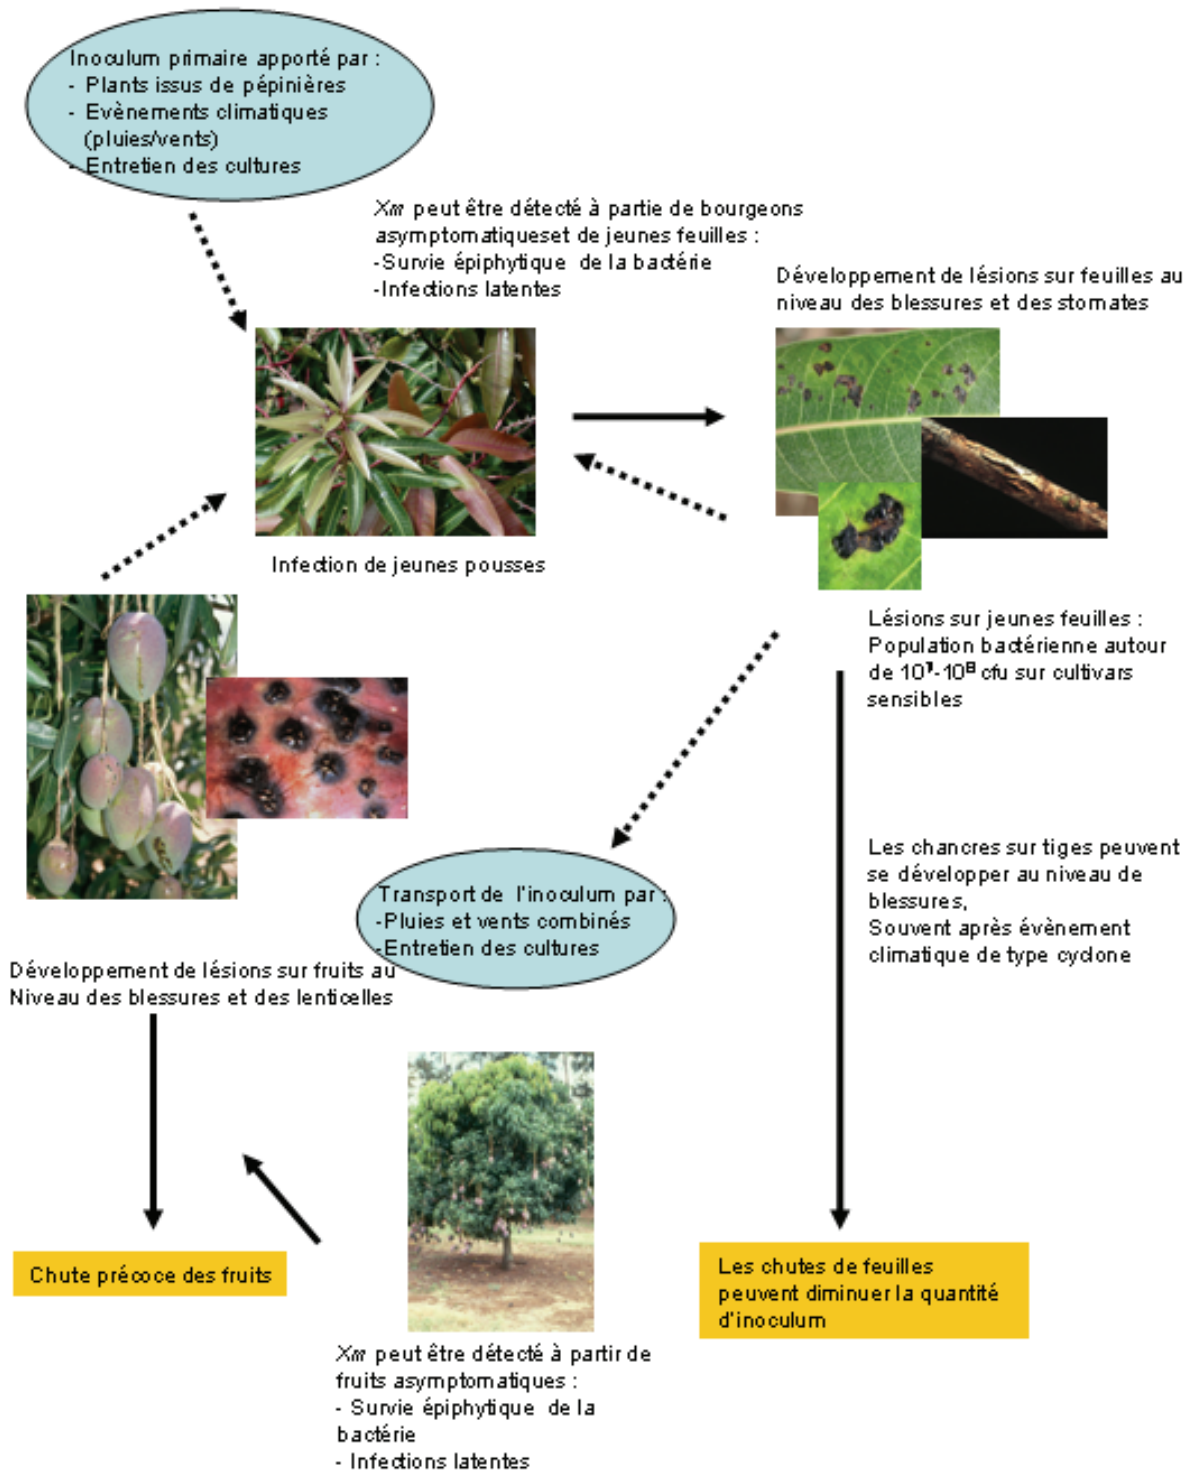 Inoculum primaire apporté par :
- Plants issus de pépinières
- Evènements climatiques
(pluies/vents)
- Entretien des cultures
Xm peut être détecté à partie de bourgeons
asymptomatiqueset de jeunes feuilles :
-Survie épiphytique de la bactérie
-Infections latentes
Développement de lésions sur feuilles au
niveau des blessures et des stomates
Infection de jeunes pousses
Lésions sur jeunes feuilles :
Population bactérienne autour
de 10⁷-10⁸ cfu sur cultivars
sensibles
Les chancres sur tiges peuvent
se développer au niveau de
blessures,
Souvent après évènement
climatique de type cyclone
Transport de l'inoculum par :
-Pluies et vents combinés
-Entretien des cultures
Développement de lésions sur fruits au
Niveau des blessures et des lenticelles
Chute précoce des fruits
Les chutes de feuilles
peuvent diminuer la quantité
d'inoculum
Xm peut être détecté à partir de
fruits asymptomatiques :
- Survie épiphytique de la
bactérie
- Infections latentes